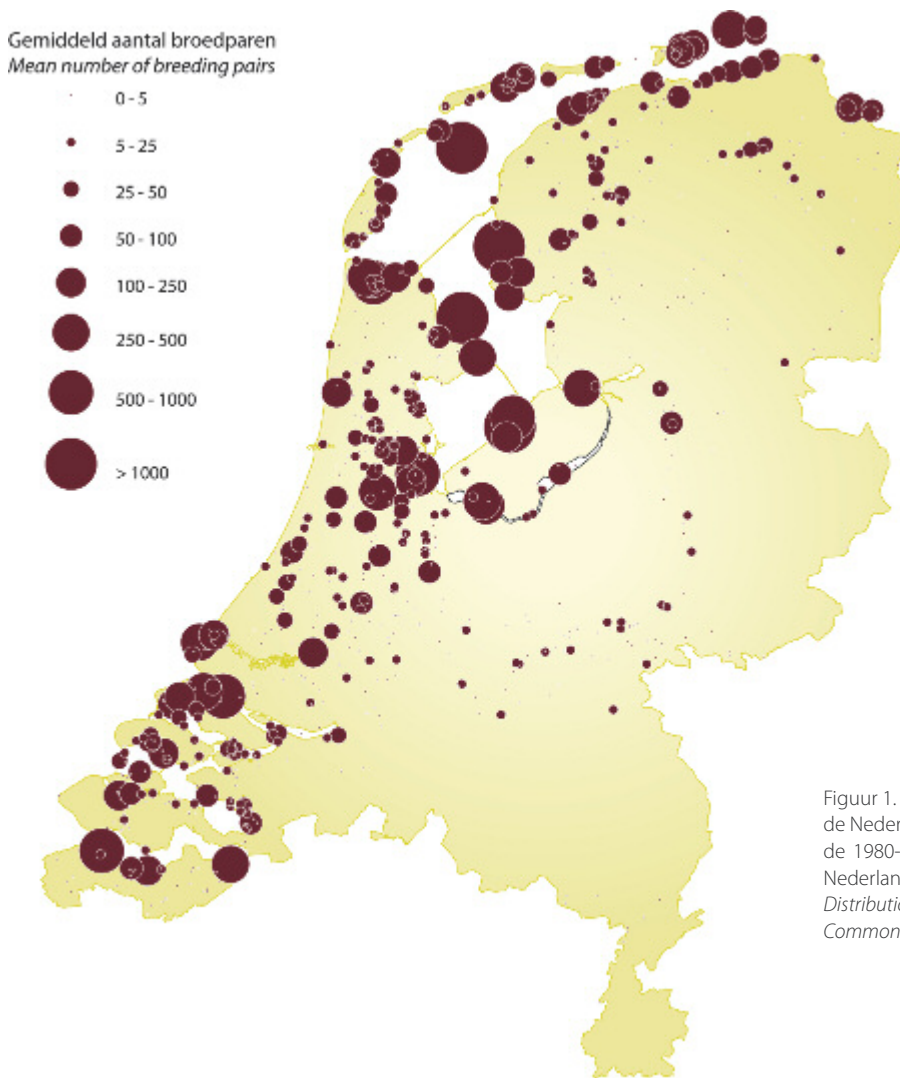 Gemiddeld aantal broedparen
Mean number of breeding pairs
0 - 5
5 - 25
25 - 50
50 - 100
100 - 250
250 - 500
500 - 1000
> 1000
Figuur 1.
de Neder
de 1980-
Nederlan
Distributio
Common